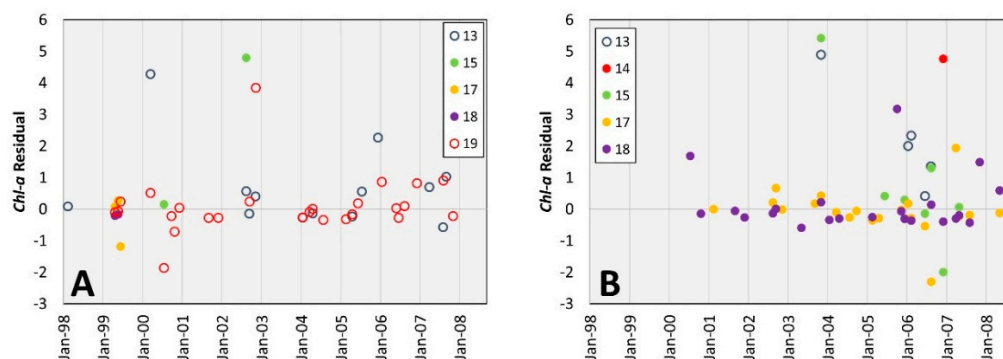 Chl-a Residual
6
5
4
3
2
1
0
-1
-2
-3
13
15
17
18
19
A
Jan-98
Jan-99
Jan-00
Jan-01
Jan-02
Jan-03
Jan-04
Jan-05
Jan-06
Jan-07
Jan-08
Chl-a Residual
6
5
4
3
2
1
0
-1
-2
-3
13
14
15
17
18
B
Jan-98
Jan-99
Jan-00
Jan-01
Jan-02
Jan-03
Jan-04
Jan-05
Jan-06
Jan-07
Jan-08